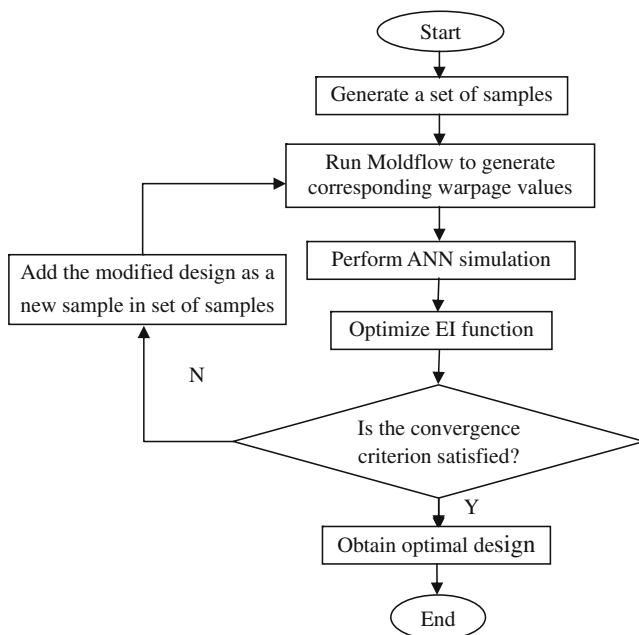 Start
Generate a set of samples
Run Moldflow to generate
corresponding warpage values
Perform ANN simulation
Add the modified design as a
new sample in set of samples
Optimize EI function
N
Is the convergence
criterion satisfied?
Y
Obtain optimal design
End